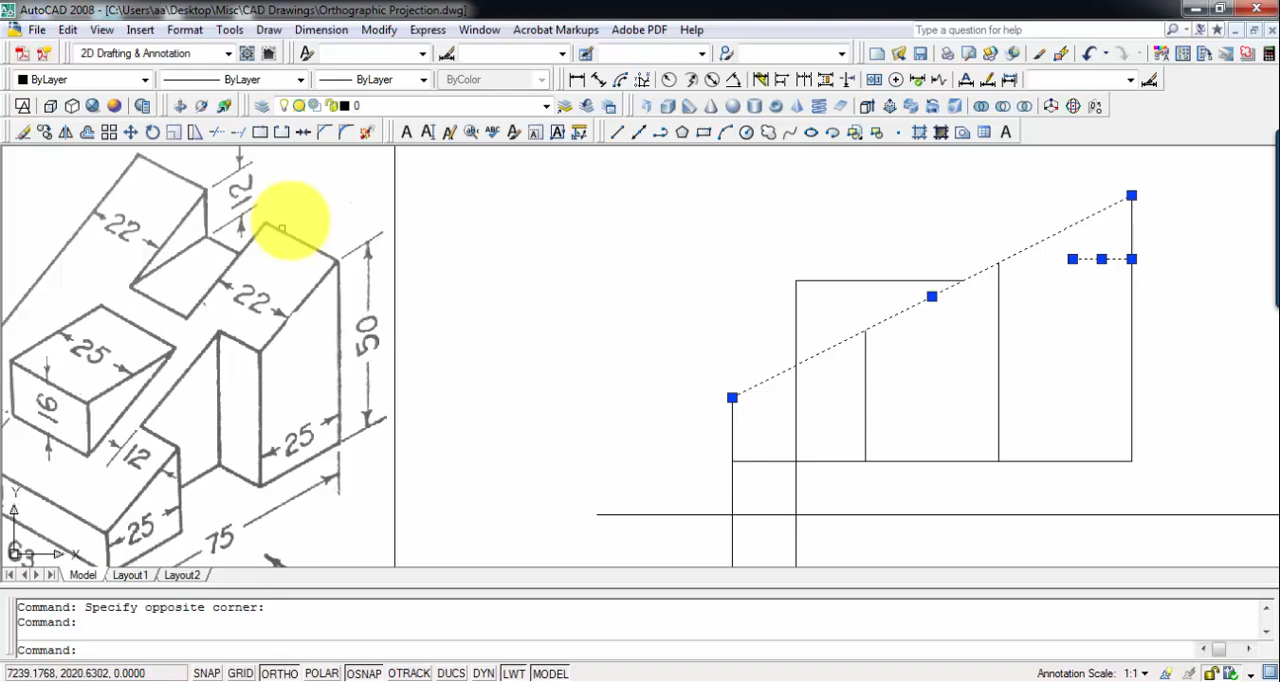 AutoCAD 2008 - [C:\Users\aa\Desktop\Misc\CAD Drawings\Orthographic Projection.dwg]
File Edit View Insert Format Tools Draw Dimension Modify Express Window Acrobat Markups Adobe PDF Help
Type a question for help
2D Drafting & Annotation
ByLayer ByLayer ByLayer ByColor
0
12
22
22
50
25
16
12
25
25
75
63
Y
X
Model Layout1 Layout2
Command: Specify opposite corner:
Command:
Command:
7239.1768, 2020.6302, 0.0000 SNAP GRID ORTHO POLAR OSNAP OTRACK DUCS DYN LWT MODEL Annotation Scale: 1:1